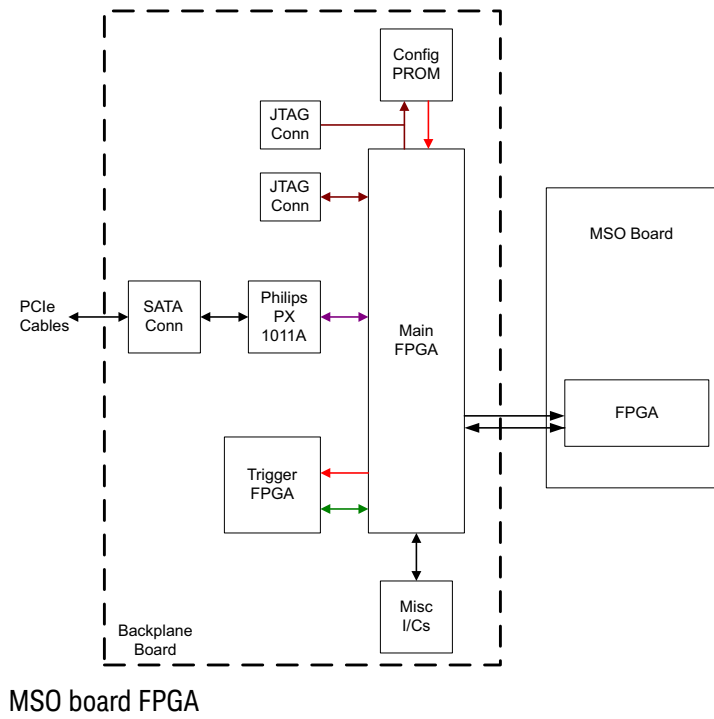 Config
PROM
JTAG
Conn
JTAG
Conn
MSO Board
PCIe
Cables
SATA
Conn
Philips
PX
1011A
Main
FPGA
FPGA
Trigger
FPGA
Misc
I/Cs
Backplane
Board
MSO board FPGA